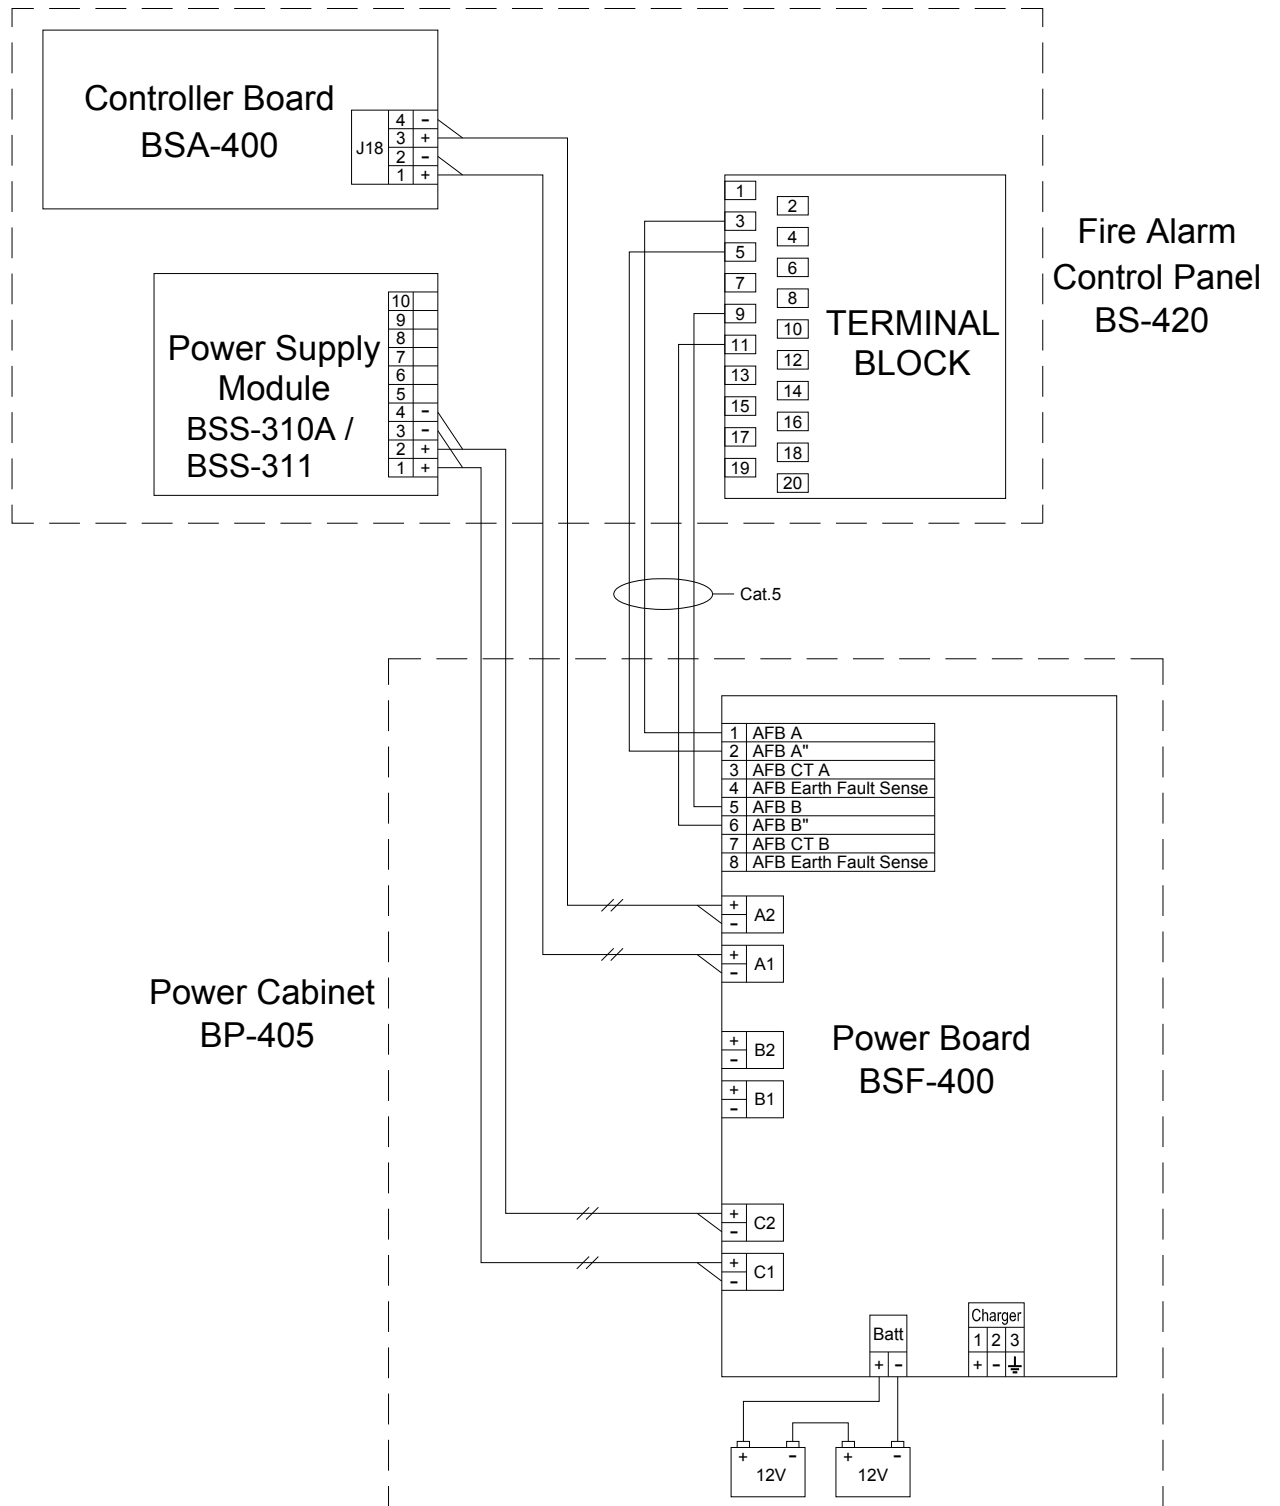 Controller Board
BSA-400
J18
4 -
3 +
2 -
1 +
Power Supply
Module
BSS-310A /
BSS-311
10
9
8
7
6
5
4 -
3 -
2 +
1 +
1
2
3
4
5
6
7
8
9
10
11
12
13
14
15
16
17
18
19
20
TERMINAL
BLOCK
Fire Alarm
Control Panel
BS-420
Cat.5
1 AFB A
2 AFB A"
3 AFB CT A
4 AFB Earth Fault Sense
5 AFB B
6 AFB B"
7 AFB CT B
8 AFB Earth Fault Sense
+
- A2
+
- A1
+
- B2
+
- B1
+
- C2
+
- C1
Power Cabinet
BP-405
Power Board
BSF-400
Batt
+ -
Charger
1 2 3
+ - ⏚
+ -
12V
+ -
12V